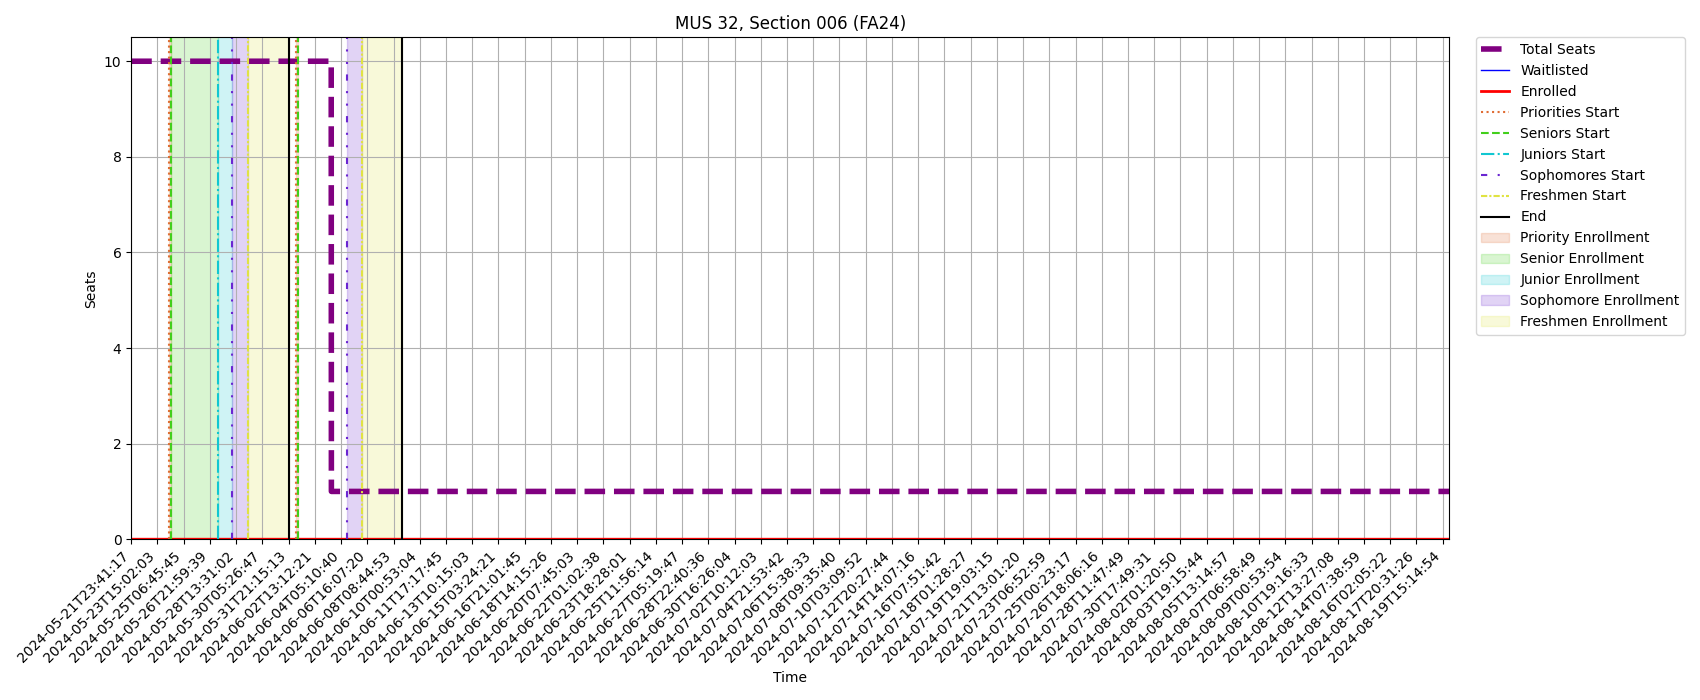 MUS 32, Section 006 (FA24)
Seats
10
8
6
4
2
0
2024-05-21T23:41:17
2024-05-23T15:02:03
2024-05-25T06:45:45
2024-05-26T21:59:39
2024-05-28T13:31:02
2024-05-30T05:26:47
2024-05-31T21:15:13
2024-06-02T13:12:21
2024-06-04T05:10:40
2024-06-06T16:07:20
2024-06-08T08:44:53
2024-06-10T00:53:04
2024-06-11T17:17:45
2024-06-13T10:15:03
2024-06-15T03:24:21
2024-06-16T21:01:45
2024-06-18T14:15:26
2024-06-20T07:45:03
2024-06-22T01:02:38
2024-06-23T18:28:01
2024-06-25T11:56:14
2024-06-27T05:19:47
2024-06-28T22:40:36
2024-06-30T16:26:04
2024-07-02T10:12:03
2024-07-04T21:53:42
2024-07-06T15:38:33
2024-07-08T09:35:40
2024-07-10T03:09:52
2024-07-12T20:27:44
2024-07-14T14:07:16
2024-07-16T07:51:42
2024-07-18T01:28:27
2024-07-19T19:03:15
2024-07-21T13:01:20
2024-07-23T06:52:59
2024-07-25T00:23:17
2024-07-26T18:06:16
2024-07-28T11:47:49
2024-07-30T17:49:31
2024-08-02T01:20:50
2024-08-03T19:15:44
2024-08-05T13:14:57
2024-08-07T06:58:49
2024-08-09T00:53:54
2024-08-10T19:16:33
2024-08-12T13:27:08
2024-08-14T07:38:59
2024-08-16T02:05:22
2024-08-17T20:31:26
2024-08-19T15:14:54
Time
Total Seats
Waitlisted
Enrolled
Priorities Start
Seniors Start
Juniors Start
Sophomores Start
Freshmen Start
End
Priority Enrollment
Senior Enrollment
Junior Enrollment
Sophomore Enrollment
Freshmen Enrollment